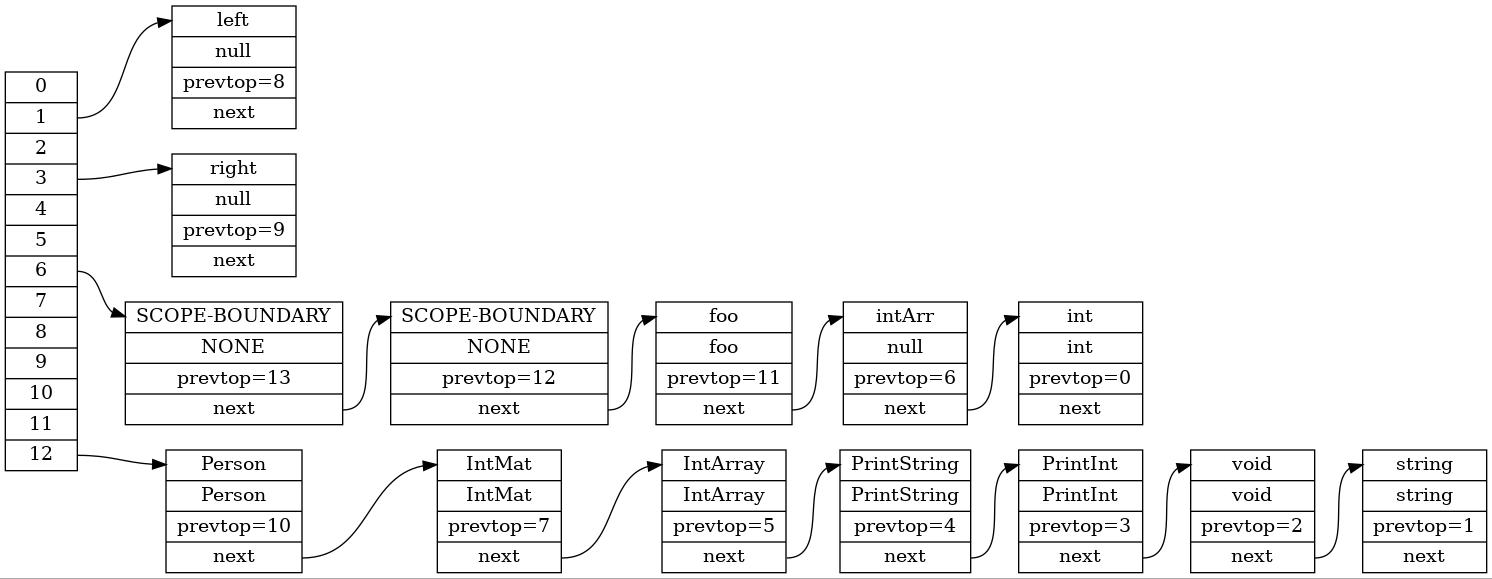 0
1
2
3
4
5
6
7
8
9
10
11
12
left
null
prevtop=8
next
right
null
prevtop=9
next
SCOPE-BOUNDARY
NONE
prevtop=13
next
SCOPE-BOUNDARY
NONE
prevtop=12
next
foo
foo
prevtop=11
next
intArr
null
prevtop=6
next
int
int
prevtop=0
next
Person
Person
prevtop=10
next
IntMat
IntMat
prevtop=7
next
IntArray
IntArray
prevtop=5
next
PrintString
PrintString
prevtop=4
next
PrintInt
PrintInt
prevtop=3
next
void
void
prevtop=2
next
string
string
prevtop=1
next